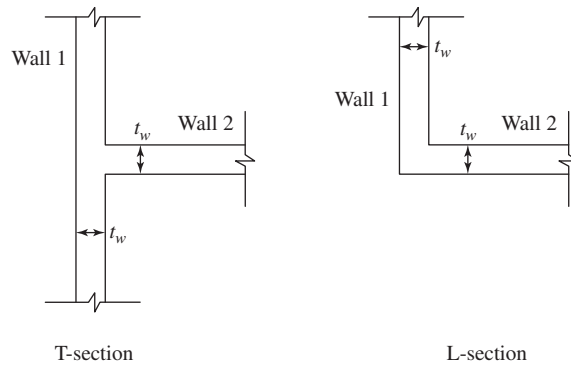 Wall 1
t_w
Wall 2
t_w
T-section
t_w
Wall 1
t_w
Wall 2
L-section